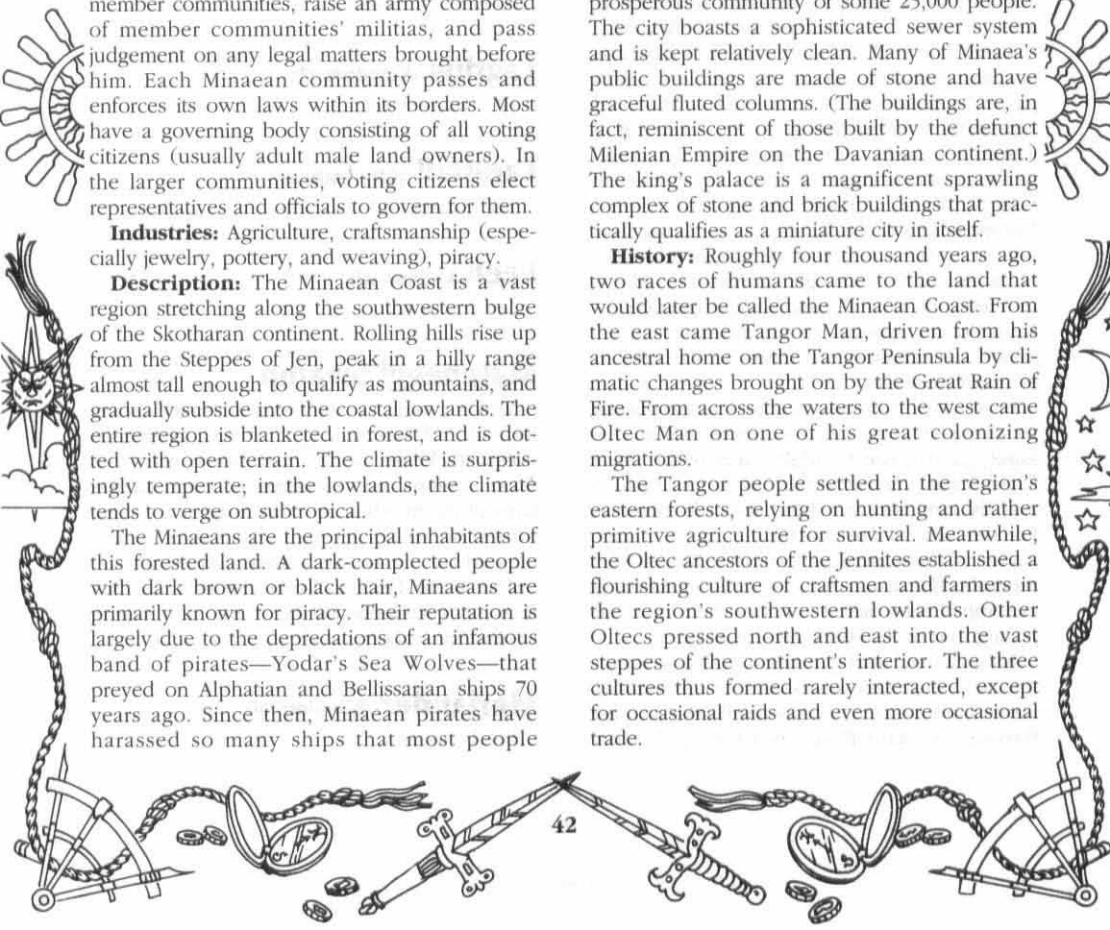 member communities, raise an army composed
of member communities' militias, and pass
judgement on any legal matters brought before
him. Each Minaean community passes and
enforces its own laws within its borders. Most
have a governing body consisting of all voting
citizens (usually adult male land owners). In
the larger communities, voting citizens elect
representatives and officials to govern for them.
Industries: Agriculture, craftsmanship (espe-
cially jewelry, pottery, and weaving), piracy.
Description: The Minaean Coast is a vast
region stretching along the southwestern bulge
of the Skotharan continent. Rolling hills rise up
from the Steppes of Jen, peak in a hilly range
almost tall enough to qualify as mountains, and
gradually subside into the coastal lowlands. The
entire region is blanketed in forest, and is dot-
ted with open terrain. The climate is surpris-
ingly temperate; in the lowlands, the climate
tends to verge on subtropical.
The Minaeans are the principal inhabitants of
this forested land. A dark-complected people
with dark brown or black hair, Minaeans are
primarily known for piracy. Their reputation is
largely due to the depredations of an infamous
band of pirates—Yodar's Sea Wolves—that
preyed on Alphatian and Bellissarian ships 70
years ago. Since then, Minaean pirates have
harassed so many ships that most people
prosperous community of some 25,000 people.
The city boasts a sophisticated sewer system
and is kept relatively clean. Many of Minaea's
public buildings are made of stone and have
graceful fluted columns. (The buildings are, in
fact, reminiscent of those built by the defunct
Milenian Empire on the Davanian continent.)
The king's palace is a magnificent sprawling
complex of stone and brick buildings that prac-
tically qualifies as a miniature city in itself.
History: Roughly four thousand years ago,
two races of humans came to the land that
would later be called the Minaean Coast. From
the east came Tangor Man, driven from his
ancestral home on the Tangor Peninsula by cli-
matic changes brought on by the Great Rain of
Fire. From across the waters to the west came
Oltec Man on one of his great colonizing
migrations.
The Tangor people settled in the region's
eastern forests, relying on hunting and rather
primitive agriculture for survival. Meanwhile,
the Oltec ancestors of the Jennites established a
flourishing culture of craftsmen and farmers in
the region's southwestern lowlands. Other
Oltecs pressed north and east into the vast
steppes of the continent's interior. The three
cultures thus formed rarely interacted, except
for occasional raids and even more occasional
trade.
42